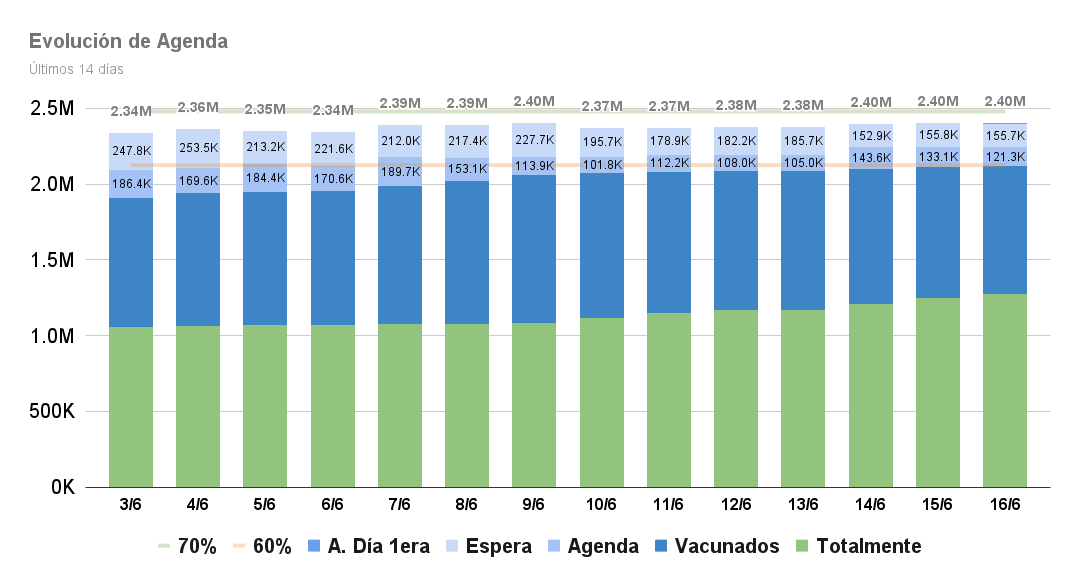 Evolución de Agenda
Últimos 14 días
2.5M
2.0M
1.5M
1.0M
500K
0K
2.34M 2.36M 2.35M 2.34M 2.39M 2.39M 2.40M 2.37M 2.37M 2.38M 2.38M 2.40M 2.40M 2.40M
247.8K 253.5K 213.2K 221.6K 212.0K 217.4K 227.7K 195.7K 178.9K 182.2K 185.7K 152.9K 155.8K 155.7K
186.4K 169.6K 184.4K 170.6K 189.7K 153.1K 113.9K 101.8K 112.2K 108.0K 105.0K 143.6K 133.1K 121.3K
3/6 4/6 5/6 6/6 7/6 8/6 9/6 10/6 11/6 12/6 13/6 14/6 15/6 16/6
70% 60% A. Día 1era Espera Agenda Vacunados Totalmente